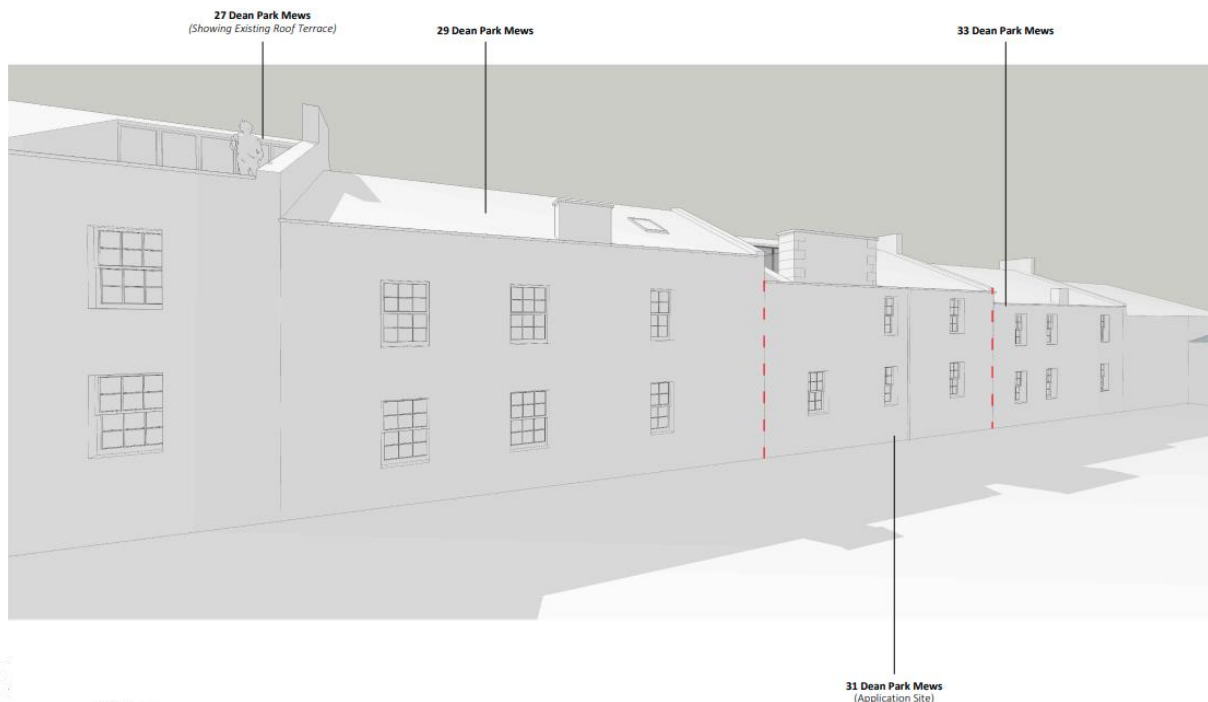 27 Dean Park Mews
(Showing Existing Roof Terrace)
29 Dean Park Mews
33 Dean Park Mews
31 Dean Park Mews
(Application Site)